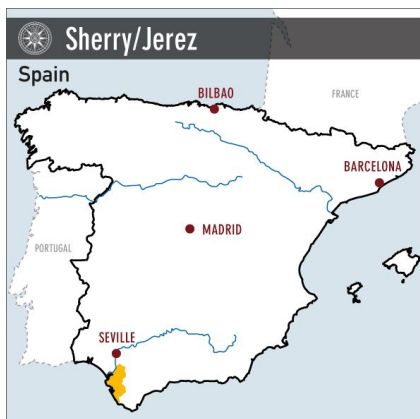 Sherry/Jerez
Spain
BILBAO
FRANCE
BARCELONA
MADRID
PORTUGAL
SEVILLE